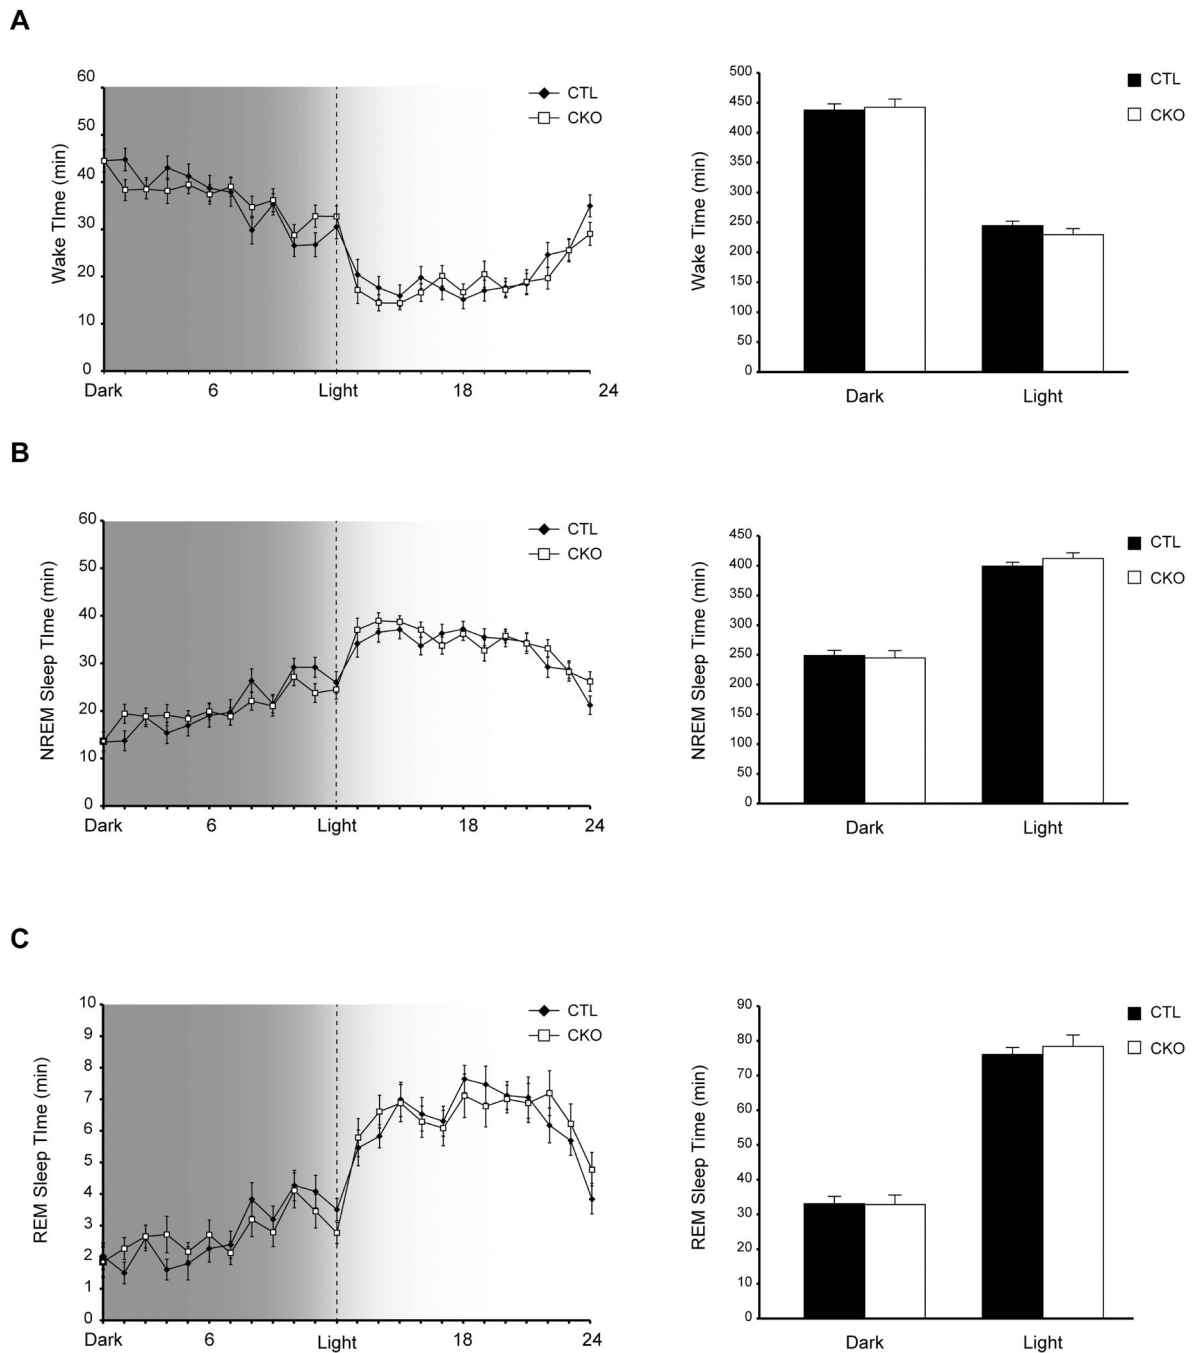 A
Wake TIme (min)
60
50
40
30
20
10
0
Dark 6 Light 18 24
CTL
CKO
Wake Time (min)
500
450
400
350
300
250
200
150
100
50
0
Dark Light
CTL
CKO
B
NREM Sleep TIme (min)
60
50
40
30
20
10
0
Dark 6 Light 18 24
CTL
CKO
NREM Sleep Time (min)
450
400
350
300
250
200
150
100
50
0
Dark Light
CTL
CKO
C
REM Sleep TIme (min)
10
9
8
7
6
5
4
3
2
1
0
Dark 6 Light 18 24
CTL
CKO
REM Sleep Time (min)
90
80
70
60
50
40
30
20
10
0
Dark Light
CTL
CKO